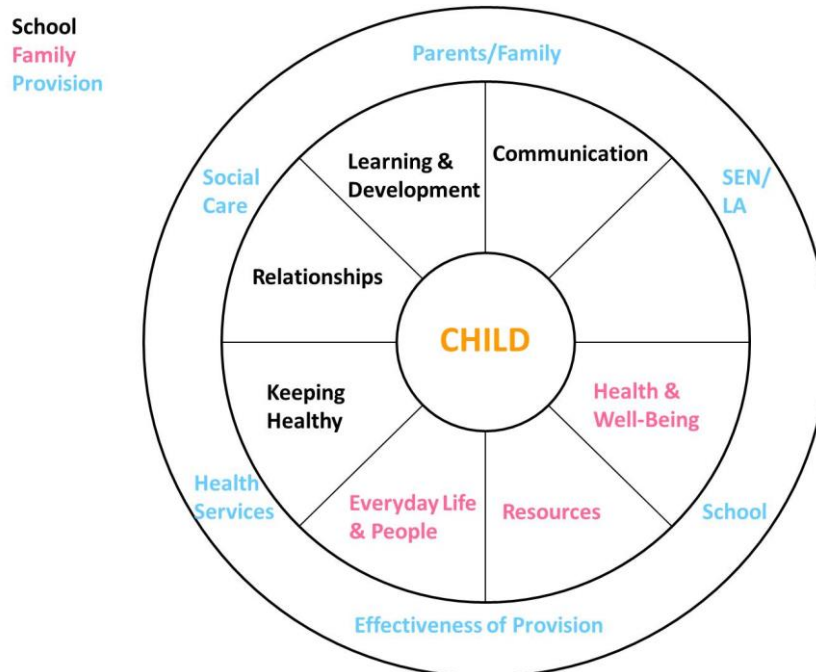 School
Family
Provision
Parents/Family
Social
Care
SEN/
LA
Learning &
Development
Communication
Relationships
CHILD
Keeping
Healthy
Health &
Well-Being
Health
Services
Everyday Life
& People
Resources
School
Effectiveness of Provision